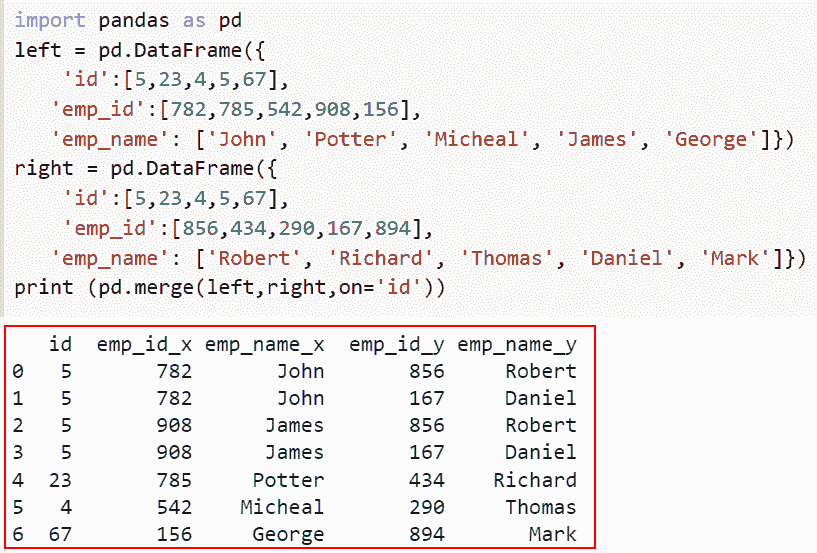 import pandas as pd
left = pd.DataFrame({
    'id':[5,23,4,5,67],
   'emp_id':[782,785,542,908,156],
   'emp_name': ['John', 'Potter', 'Micheal', 'James', 'George']})
right = pd.DataFrame({
    'id':[5,23,4,5,67],
    'emp_id':[856,434,290,167,894],
   'emp_name': ['Robert', 'Richard', 'Thomas', 'Daniel', 'Mark']})
print (pd.merge(left,right,on='id'))
   id  emp_id_x emp_name_x  emp_id_y emp_name_y
0   5       782       John       856     Robert
1   5       782       John       167     Daniel
2   5       908      James       856     Robert
3   5       908      James       167     Daniel
4  23       785     Potter       434    Richard
5   4       542    Micheal       290     Thomas
6  67       156     George       894       Mark